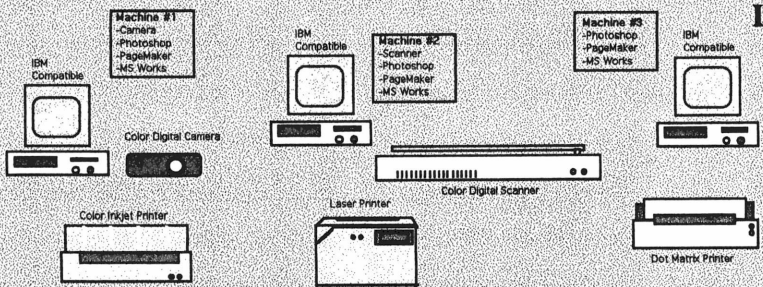 Machine #1
-Camera
-Photoshop
-PageMaker
-MS Works
IBM
Compatible
Color Digital Camera
Color Inkjet Printer
IBM
Compatible
Machine #2
-Scanner
-Photoshop
-PageMaker
-MS Works
Color Digital Scanner
Laser Printer
Machine #3
-Photoshop
-PageMaker
-MS Works
IBM
Compatible
Dot Matrix Printer